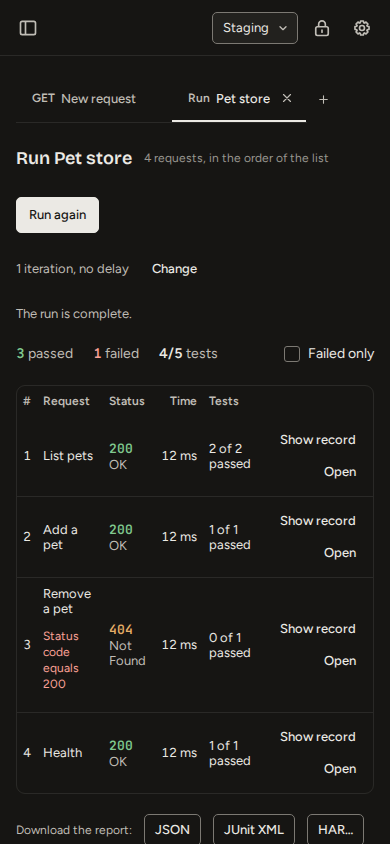 Staging
GET New request
Run Pet store
Run Pet store 4 requests, in the order of the list
Run again
1 iteration, no delay Change
The run is complete.
3 passed 1 failed 4/5 tests Failed only
# Request Status Time Tests
1 List pets 200 OK 12 ms 2 of 2 passed Show record Open
2 Add a pet 200 OK 12 ms 1 of 1 passed Show record Open
3 Remove a pet Status code equals 200 404 Not Found 12 ms 0 of 1 passed Show record Open
4 Health 200 OK 12 ms 1 of 1 passed Show record Open
Download the report: JSON JUnit XML HAR...